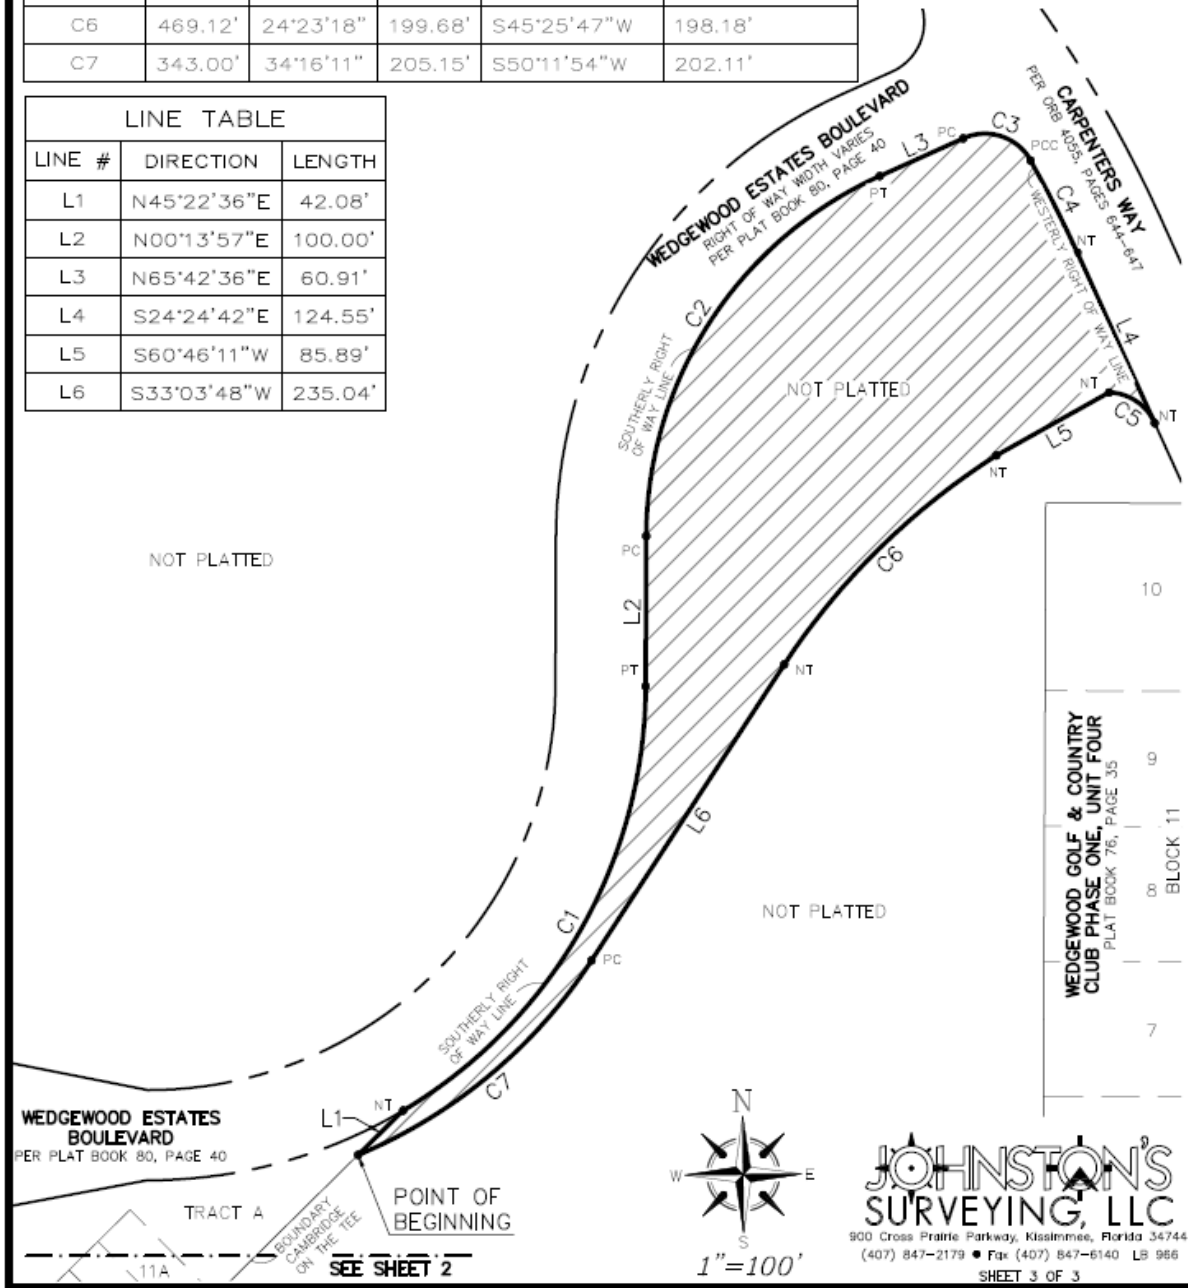 C6 469.12' 24°23'18" 199.68' S45°25'47"W 198.18'
C7 343.00' 34°16'11" 205.15' S50°11'54"W 202.11'
LINE TABLE
LINE # DIRECTION LENGTH
L1 N45°22'36"E 42.08'
L2 N00°13'57"E 100.00'
L3 N65°42'36"E 60.91'
L4 S24°24'42"E 124.55'
L5 S60°46'11"W 85.89'
L6 S33°03'48"W 235.04'
WEDGEWOOD ESTATES BOULEVARD
RIGHT OF WAY WIDTH VARIES
PER PLAT BOOK 80, PAGE 40
CARPENTERS WAY
PER ORB 4055, PAGES 644-647
L3
PC
C3
PCC
PT
C4
NT
WESTERLY RIGHT OF WAY LINE
L4
C2
SOUTHERLY RIGHT
OF WAY LINE
NOT PLATTED
NT
C5
NT
L5
NT
NOT PLATTED
PC
C6
L2
10
PT
NT
WEDGEWOOD GOLF & COUNTRY
CLUB PHASE ONE, UNIT FOUR
PLAT BOOK 76, PAGE 35
9
BLOCK 11
8
7
L6
C1
NOT PLATTED
PC
SOUTHERLY RIGHT
OF WAY LINE
C7
NT
L1
WEDGEWOOD ESTATES
BOULEVARD
PER PLAT BOOK 80, PAGE 40
POINT OF
BEGINNING
TRACT A
BOUNDARY
CAMBRIDGE
ON THE TEE
11A
SEE SHEET 2
N
W E
S
1"=100'
JOHNSTON'S
SURVEYING, LLC
900 Cross Prairie Parkway, Kissimmee, Florida 34744
(407) 847-2179 ● Fax (407) 847-6140 LB 966
SHEET 3 OF 3